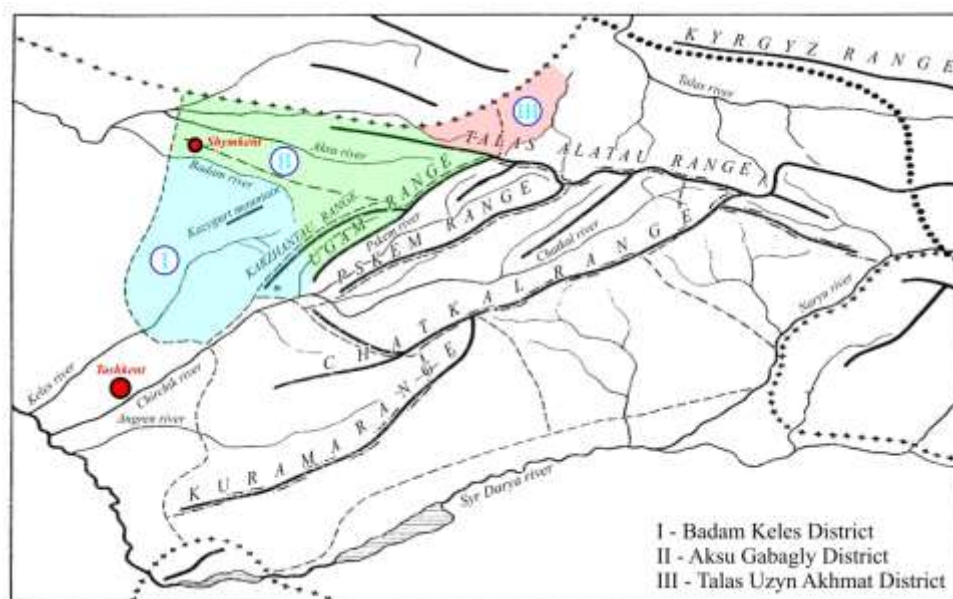 KYRGYZ RANGE
Talas river
III
TALAS ALATAU RANGE
Shymkent
Aksu river
II
Badam river
Kazygurt mountain
KARZHANTAU RANGE
UGAM RANGE
Pskem river
PSKEM RANGE
Chatkal river
I
CHATKAL RANGE
Naryn river
Keles river
Tashkent
Chirchik river
Angren river
KURAMA RANGE
Syr Darya river
I - Badam Keles District
II - Aksu Gabagly District
III - Talas Uzyn Akhmat District